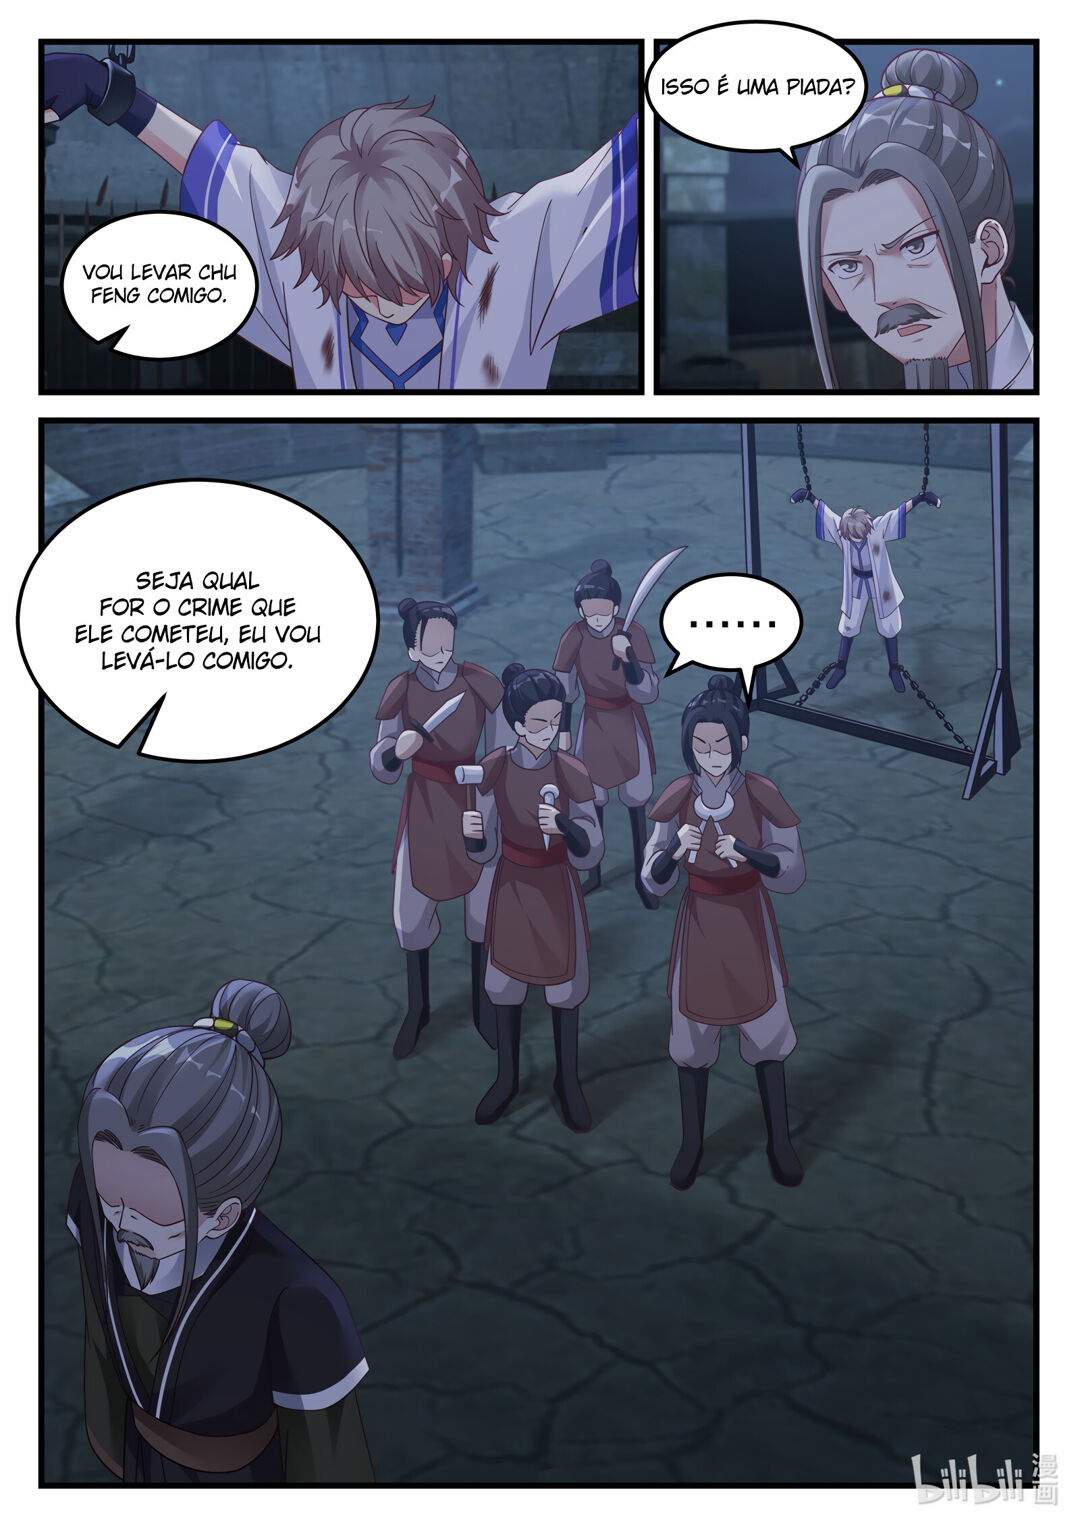 VOU LEVAR CHU
FENG COMIGO.
ISSO É UMA PIADA?
SEJA QUAL
FOR O CRIME QUE
ELE COMETEU, EU VOU
LEVÁ-LO COMIGO.
......
bilibili 漫画